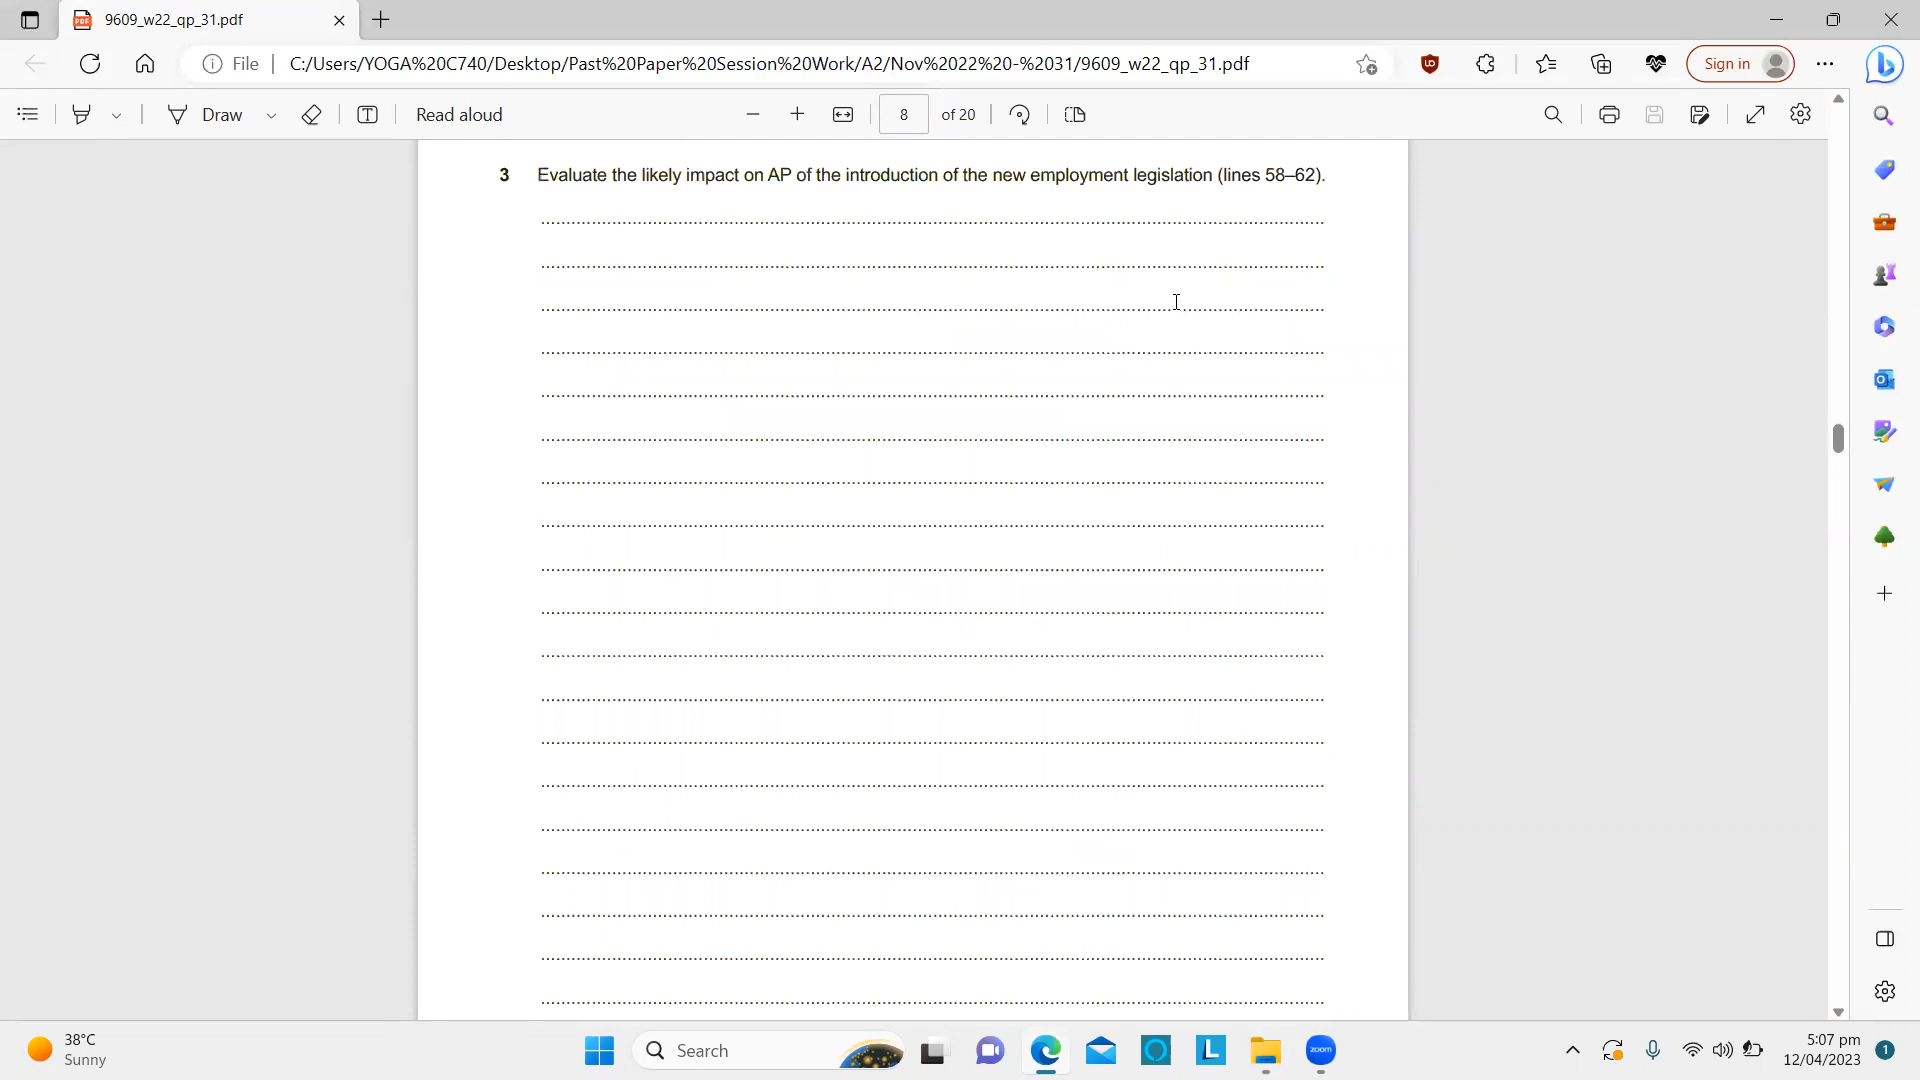 9609_w22_qp_31.pdf
File
C:/Users/YOGA%20C740/Desktop/Past%20Paper%20Session%20Work/A2/Nov%2022%20-%2031/9609_w22_qp_31.pdf
Sign in
Draw
Read aloud
8
of 20
3 Evaluate the likely impact on AP of the introduction of the new employment legislation (lines 58–62).
38°C
Sunny
Search
zoom
5:07 pm
12/04/2023
1